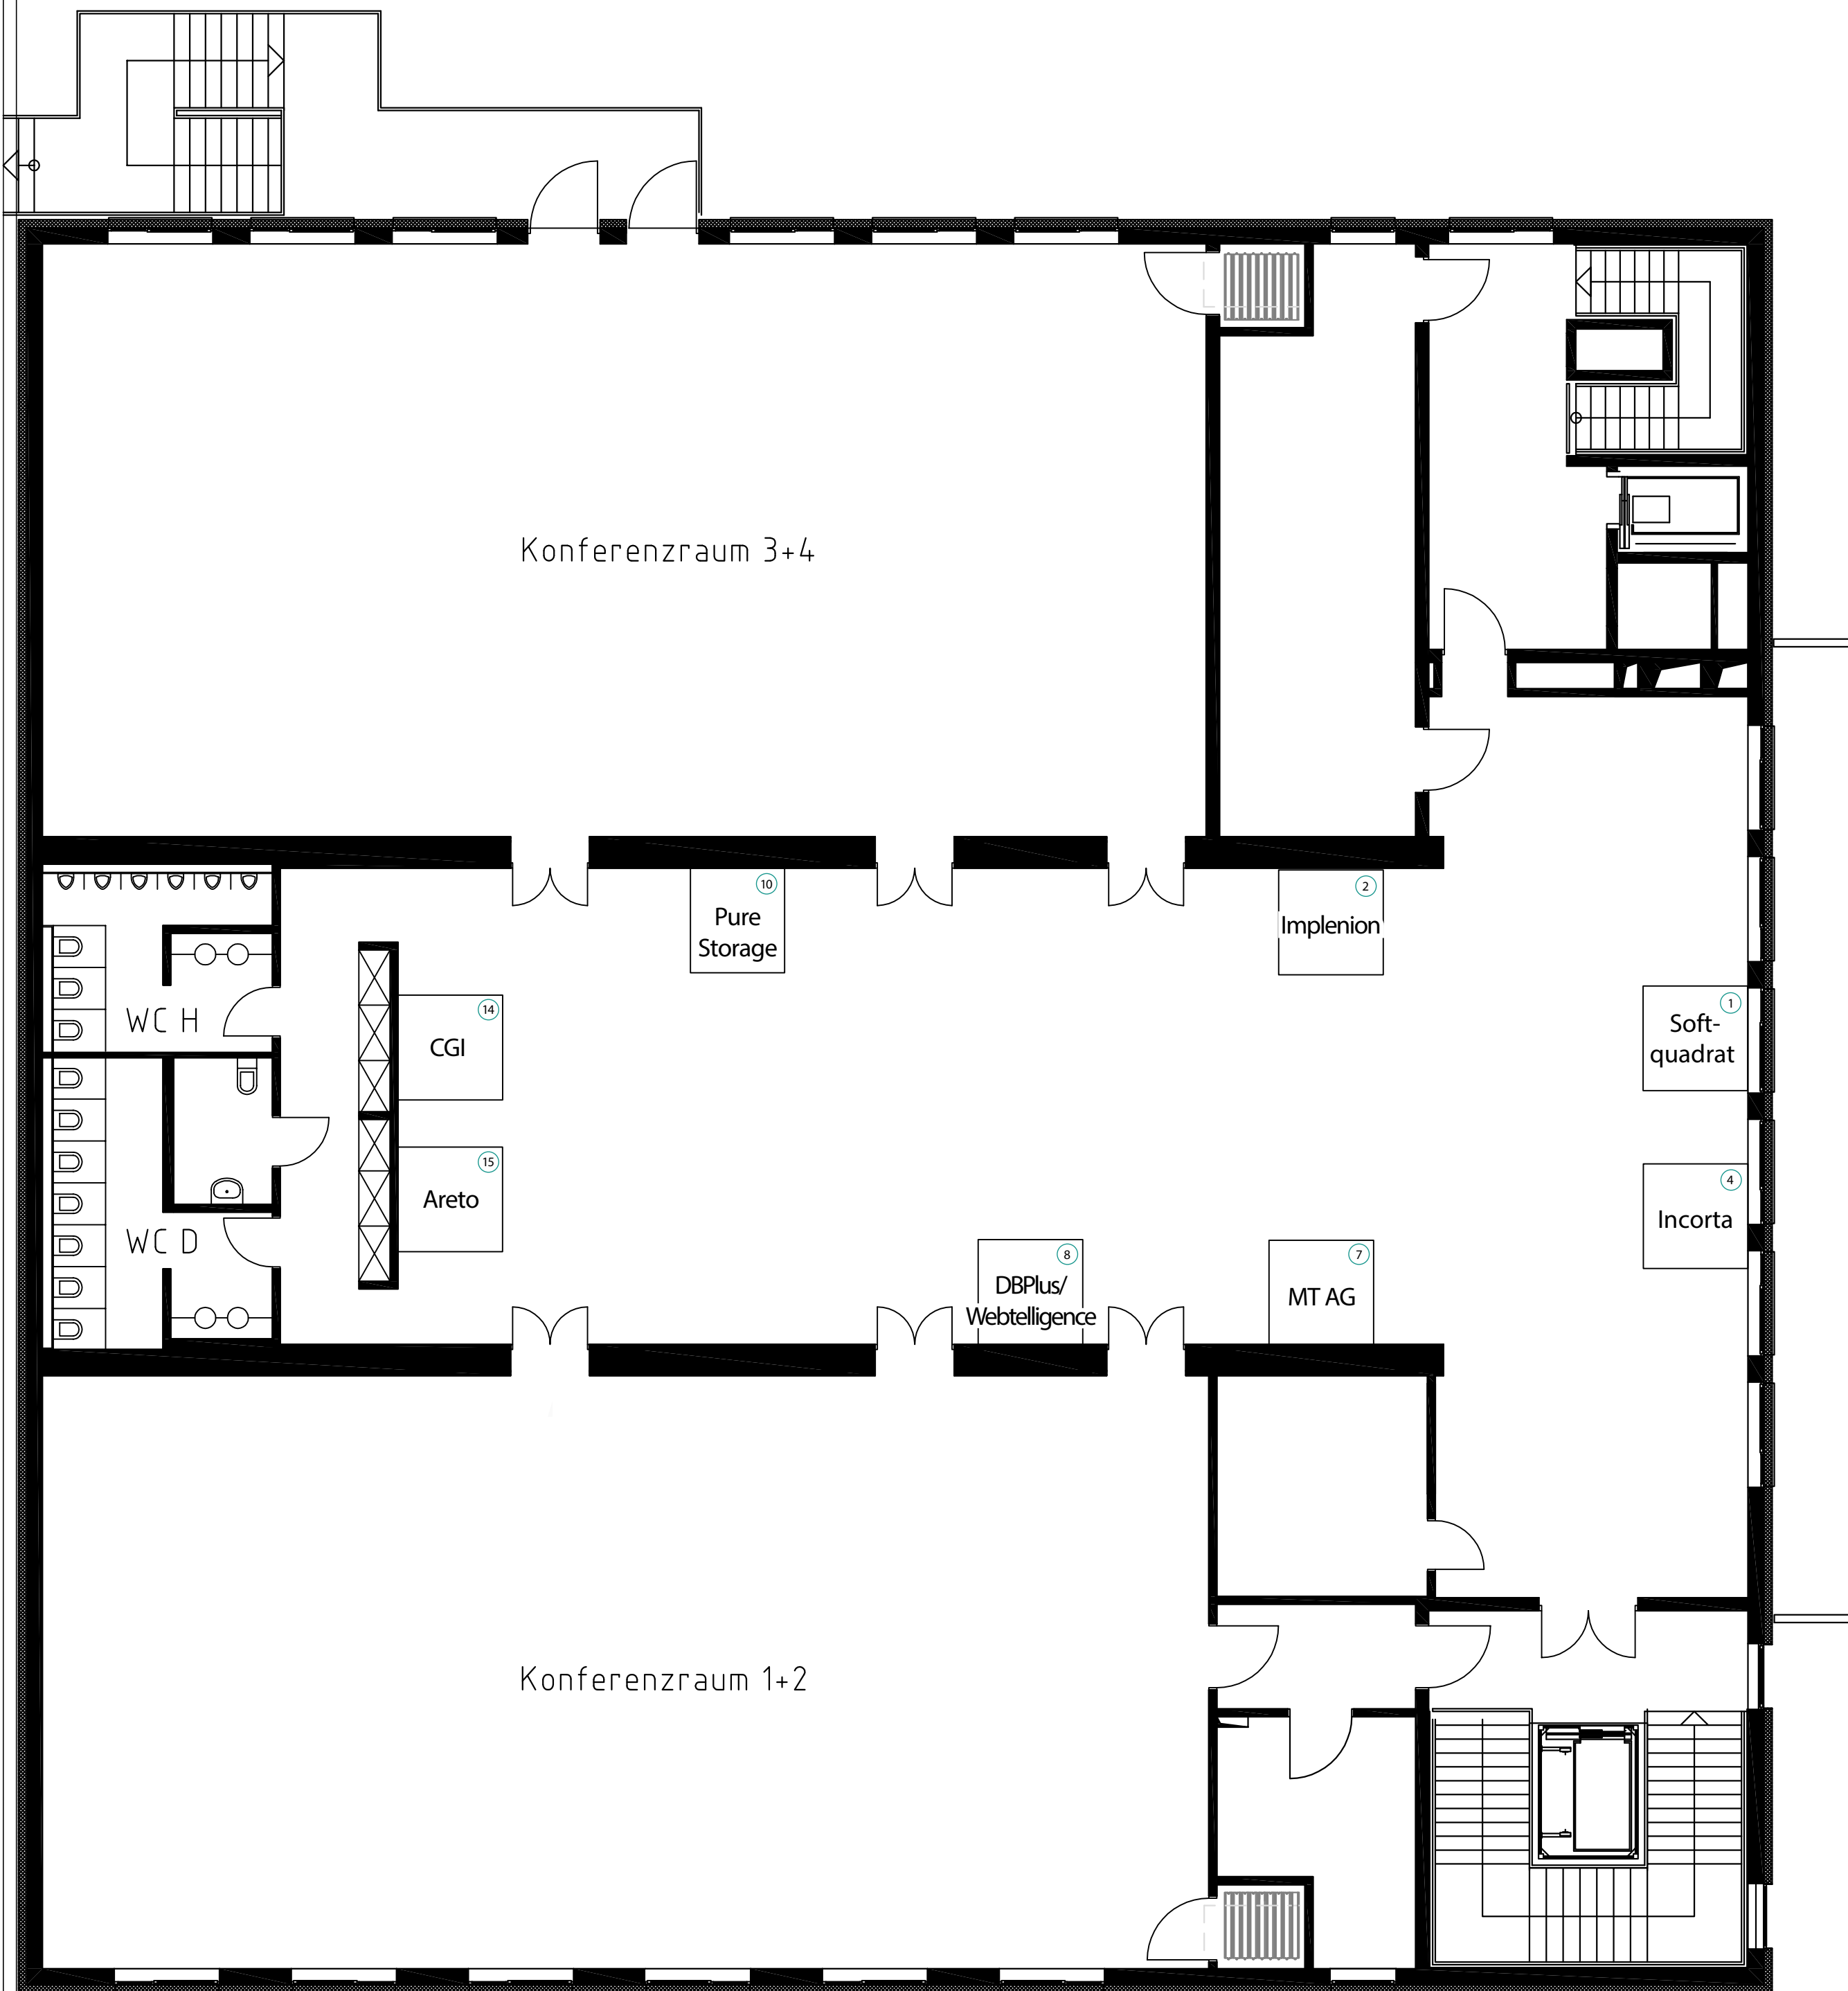 Konferenzraum 3+4
10
Pure
Storage
2
Implenion
14
CGI
1
Soft-
quadrat
WC H
15
Areto
4
Incorta
WC D
8
DBPlus/
Webtelligence
7
MT AG
Konferenzraum 1+2